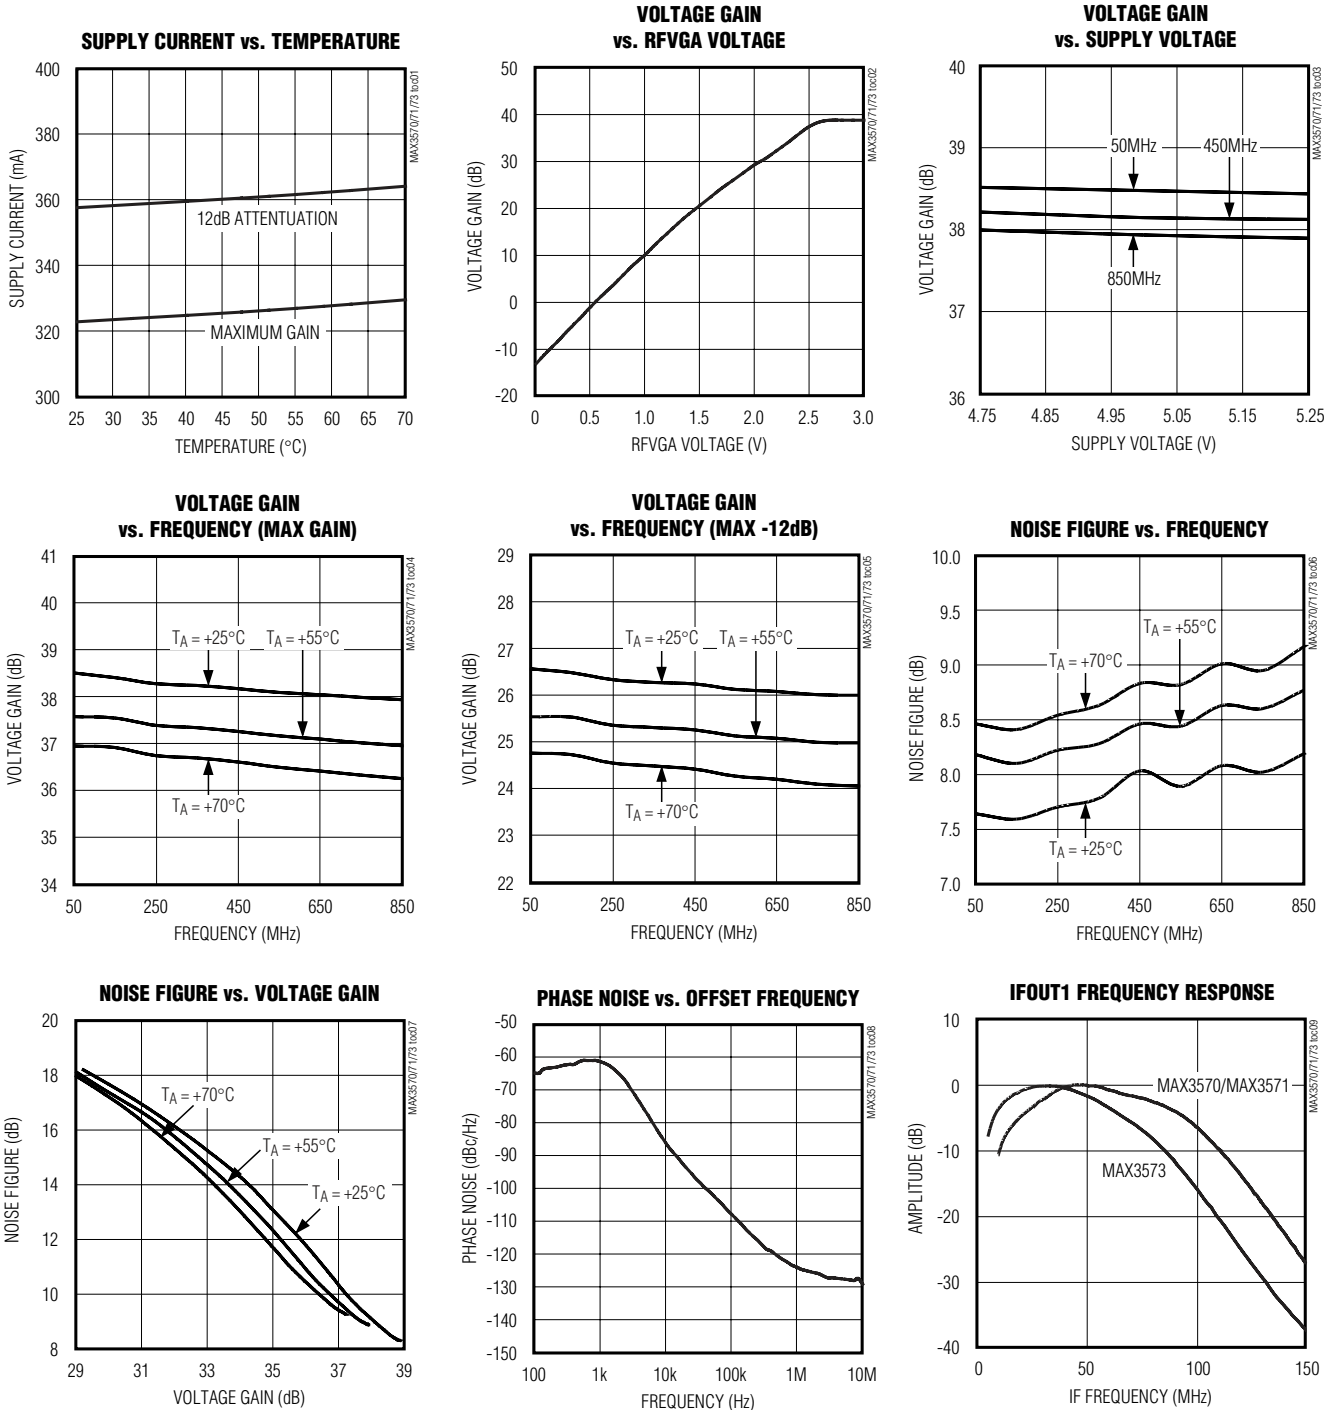 SUPPLY CURRENT vs. TEMPERATURE
MAX3570/71/73 toc01
SUPPLY CURRENT (mA)
400
380
360
340
320
300
12dB ATTENTUATION
MAXIMUM GAIN
25 30 35 40 45 50 55 60 65 70
TEMPERATURE (°C)
VOLTAGE GAIN
vs. RFVGA VOLTAGE
MAX3570/71/73 toc02
VOLTAGE GAIN (dB)
50
40
30
20
10
0
-10
-20
0 0.5 1.0 1.5 2.0 2.5 3.0
RFVGA VOLTAGE (V)
VOLTAGE GAIN
vs. SUPPLY VOLTAGE
MAX3570/71/73 toc03
VOLTAGE GAIN (dB)
40
39
38
37
36
50MHz
450MHz
850MHz
4.75 4.85 4.95 5.05 5.15 5.25
SUPPLY VOLTAGE (V)
VOLTAGE GAIN
vs. FREQUENCY (MAX GAIN)
MAX3570/71/73 toc04
VOLTAGE GAIN (dB)
41
40
39
38
37
36
35
34
TA = +25°C
TA = +55°C
TA = +70°C
50 250 450 650 850
FREQUENCY (MHz)
VOLTAGE GAIN
vs. FREQUENCY (MAX -12dB)
MAX3570/71/73 toc05
VOLTAGE GAIN (dB)
29
28
27
26
25
24
23
22
TA = +25°C
TA = +55°C
TA = +70°C
50 250 450 650 850
FREQUENCY (MHz)
NOISE FIGURE vs. FREQUENCY
MAX3570/71/73 toc06
NOISE FIGURE (dB)
10.0
9.5
9.0
8.5
8.0
7.5
7.0
TA = +55°C
TA = +70°C
TA = +25°C
50 250 450 650 850
FREQUENCY (MHz)
NOISE FIGURE vs. VOLTAGE GAIN
MAX3570/71/73 toc07
NOISE FIGURE (dB)
20
18
16
14
12
10
8
TA = +70°C
TA = +55°C
TA = +25°C
29 31 33 35 37 39
VOLTAGE GAIN (dB)
PHASE NOISE vs. OFFSET FREQUENCY
MAX3570/71/73 toc08
PHASE NOISE (dBc/Hz)
-50
-60
-70
-80
-90
-100
-110
-120
-130
-140
-150
100 1k 10k 100k 1M 10M
FREQUENCY (Hz)
IFOUT1 FREQUENCY RESPONSE
MAX3570/71/73 toc09
AMPLITUDE (dB)
10
0
-10
-20
-30
-40
MAX3570/MAX3571
MAX3573
0 50 100 150
IF FREQUENCY (MHz)